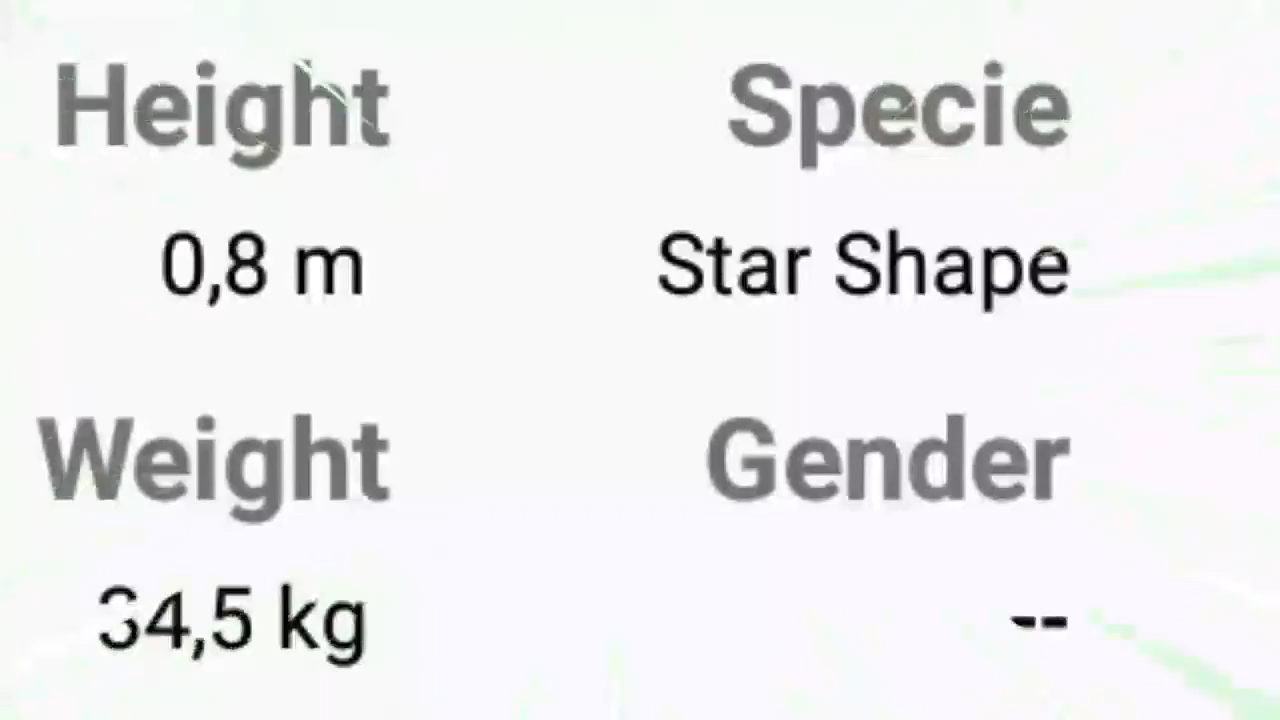 Height
Specie
0,8 m
Star Shape
Weight
Gender
34,5 kg
--